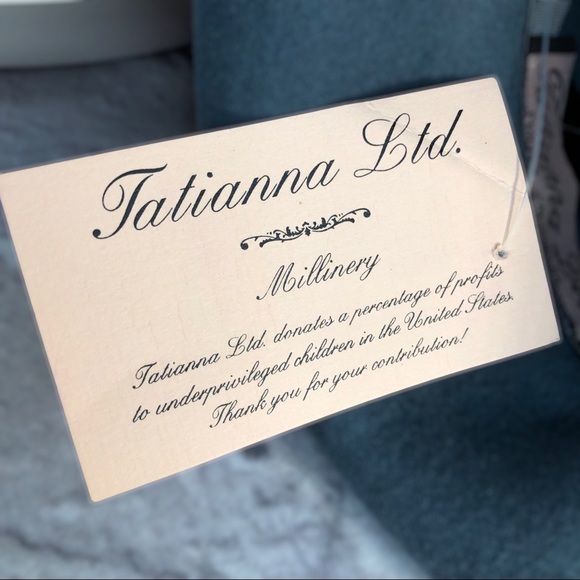 Tatianna Ltd.
Millinery
Tatianna Ltd. donates a percentage of profits
to underprivileged children in the United States.
Thank you for your contribution!